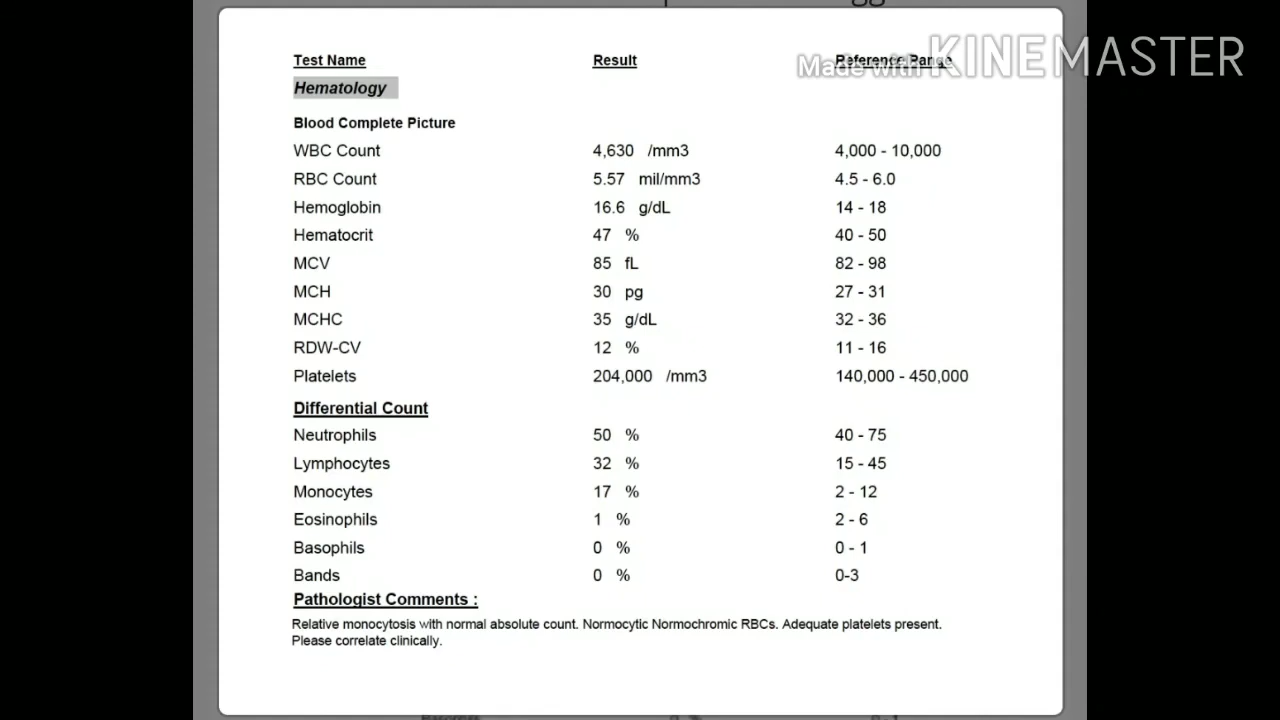 Made with KINEMASTER
Test Name Result Reference Range
Hematology
Blood Complete Picture
WBC Count 4,630 /mm3 4,000 - 10,000
RBC Count 5.57 mil/mm3 4.5 - 6.0
Hemoglobin 16.6 g/dL 14 - 18
Hematocrit 47 % 40 - 50
MCV 85 fL 82 - 98
MCH 30 pg 27 - 31
MCHC 35 g/dL 32 - 36
RDW-CV 12 % 11 - 16
Platelets 204,000 /mm3 140,000 - 450,000
Differential Count
Neutrophils 50 % 40 - 75
Lymphocytes 32 % 15 - 45
Monocytes 17 % 2 - 12
Eosinophils 1 % 2 - 6
Basophils 0 % 0 - 1
Bands 0 % 0-3
Pathologist Comments :
Relative monocytosis with normal absolute count. Normocytic Normochromic RBCs. Adequate platelets present.
Please correlate clinically.